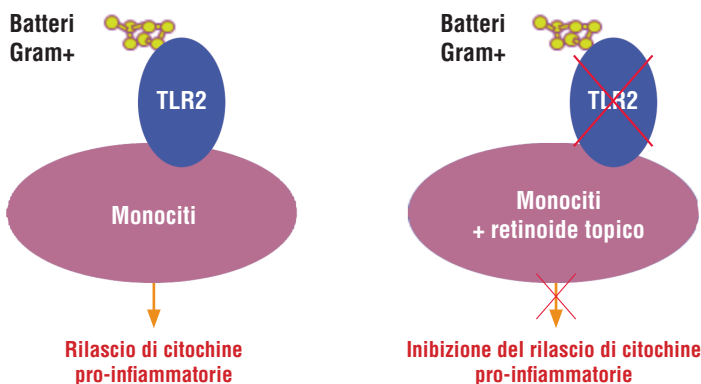 Batteri
Gram+
TLR2
Monociti
Rilascio di citochine
pro-infiammatorie
Batteri
Gram+
TLR2
Monociti
+ retinoide topico
Inibizione del rilascio di citochine
pro-infiammatorie